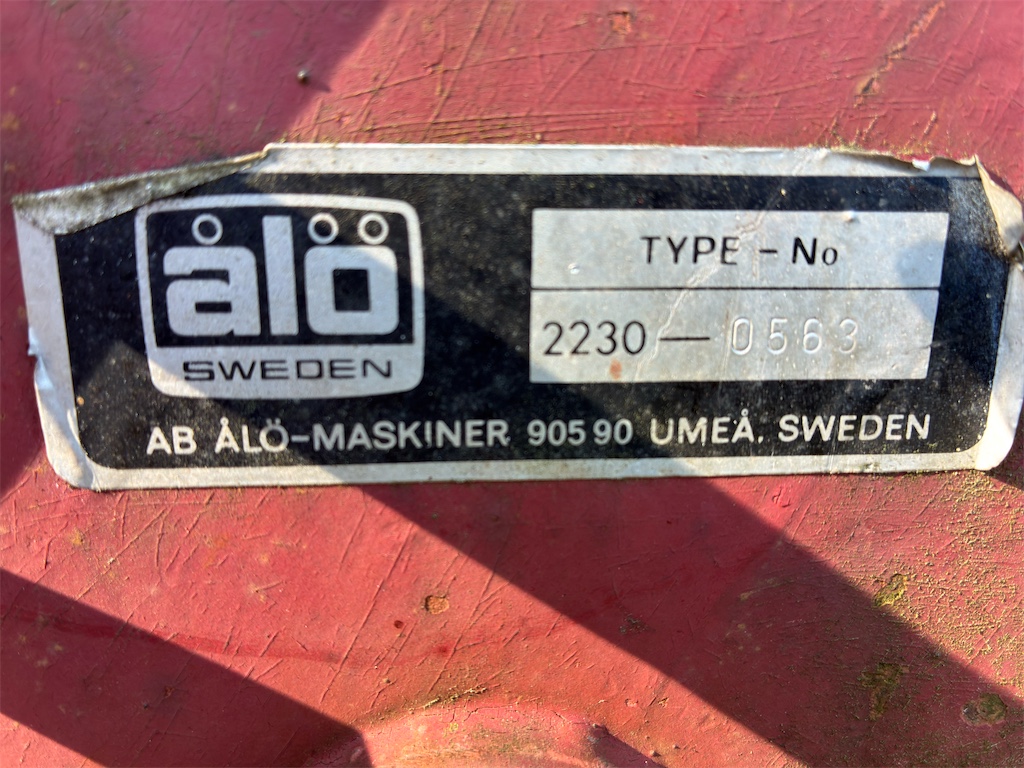 ålö
SWEDEN
TYPE - No
2230 — 0563
AB ÅLÖ-MASKINER 905 90 UMEÅ. SWEDEN